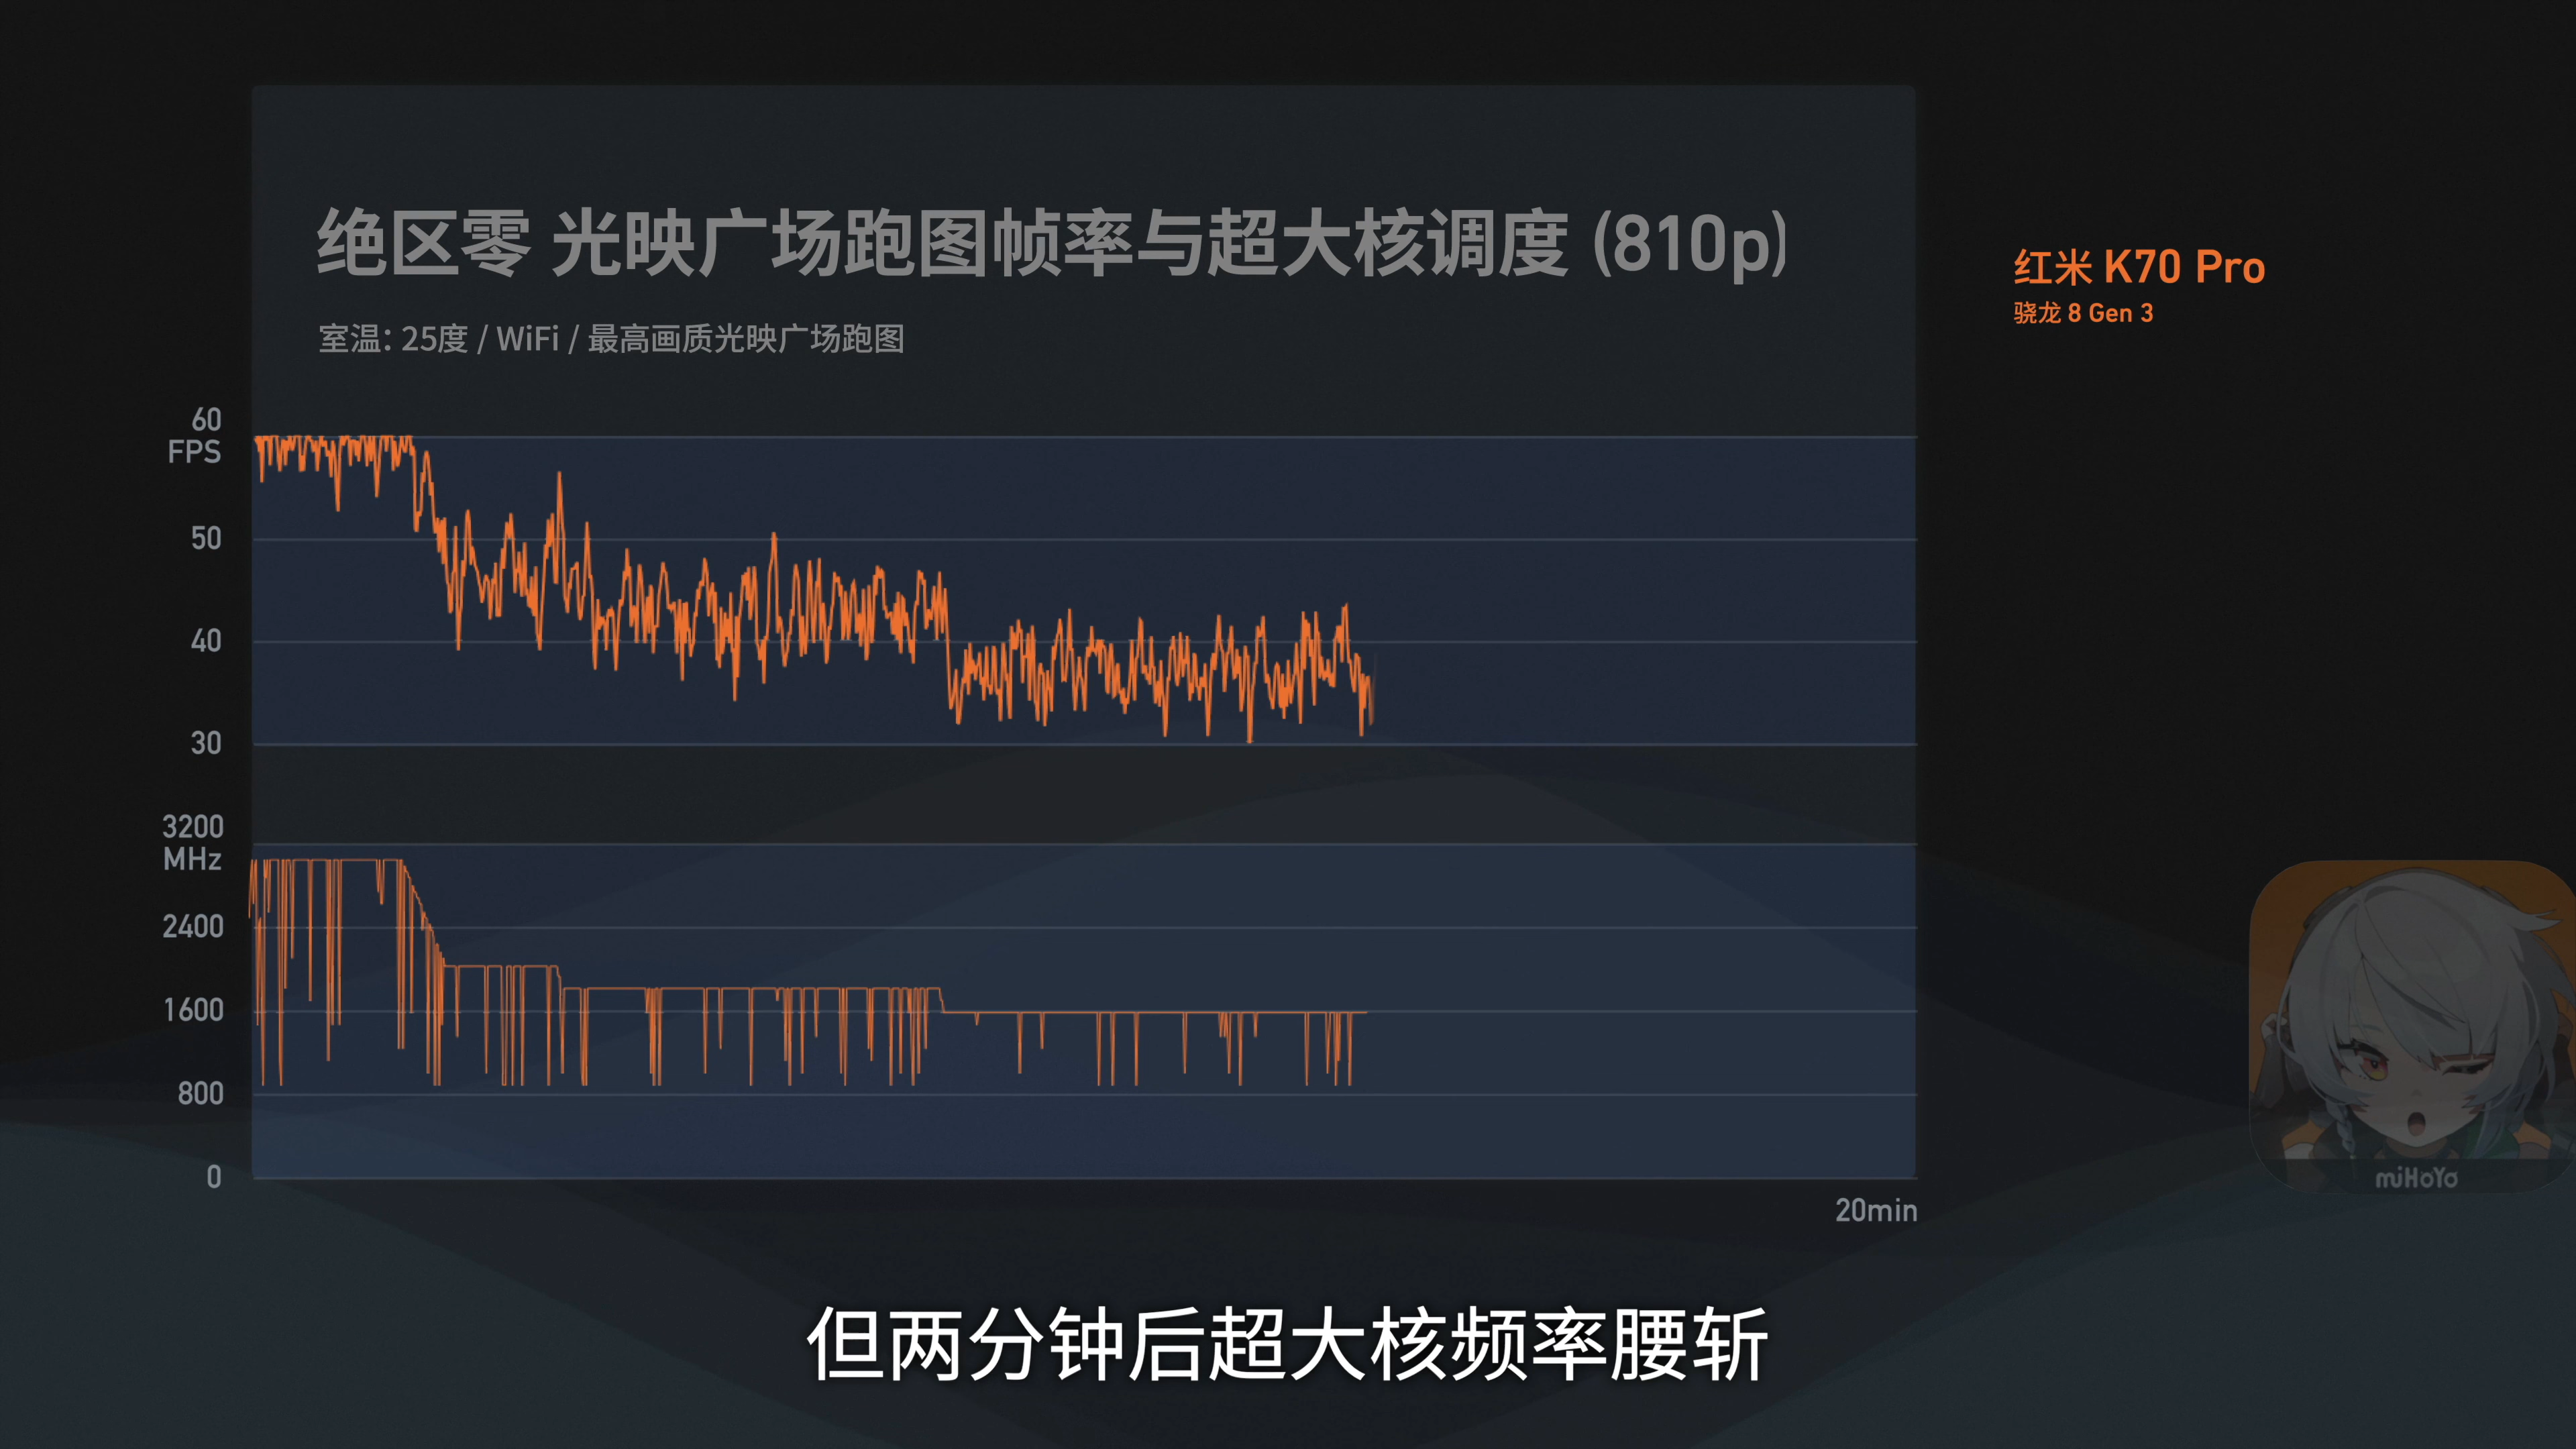 绝区零 光映广场跑图帧率与超大核调度 (810p)
室温: 25度 / WiFi / 最高画质光映广场跑图
红米 K70 Pro
骁龙 8 Gen 3
60
FPS
50
40
30
3200
MHz
2400
1600
800
0
20min
miHoYo
但两分钟后超大核频率腰斩